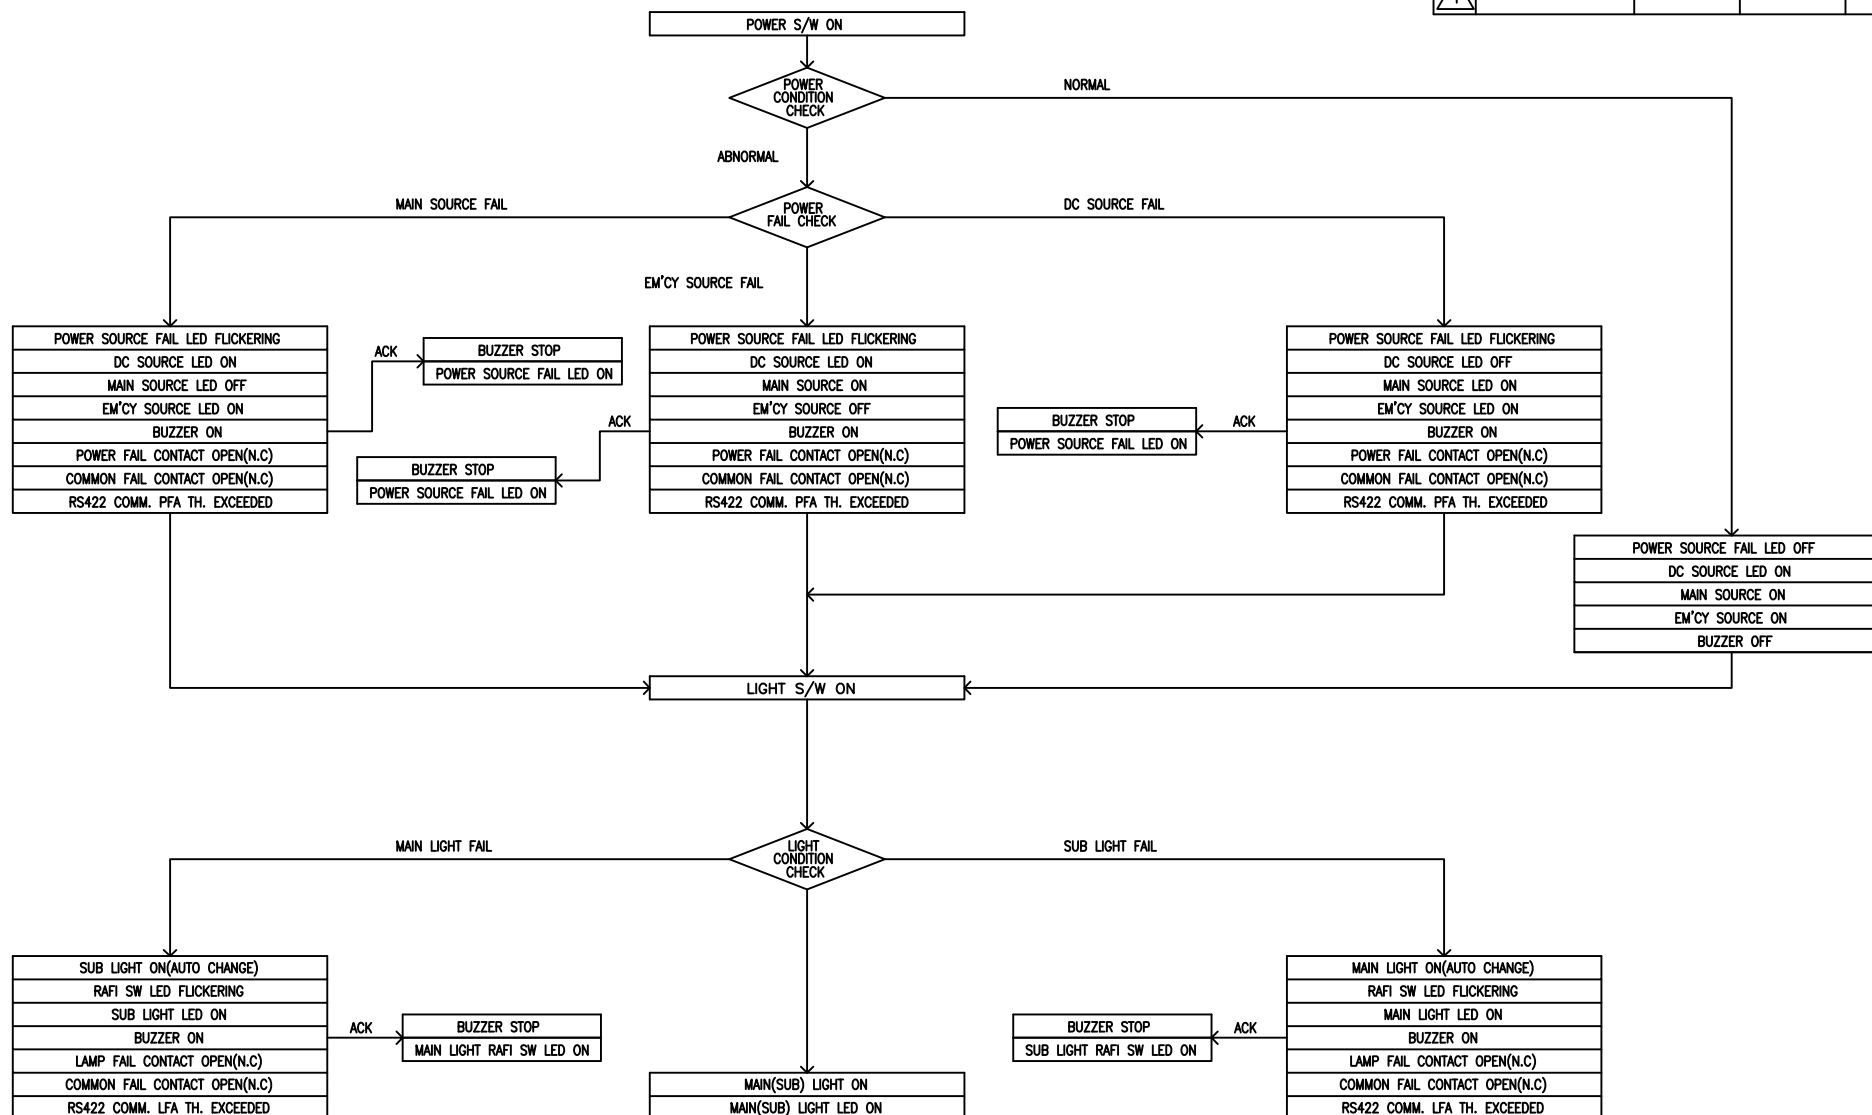 POWER S/W ON
POWER
CONDITION
CHECK
NORMAL
ABNORMAL
MAIN SOURCE FAIL
POWER
FAIL CHECK
DC SOURCE FAIL
EM'CY SOURCE FAIL
POWER SOURCE FAIL LED FLICKERING
DC SOURCE LED ON
MAIN SOURCE LED OFF
EM'CY SOURCE LED ON
BUZZER ON
POWER FAIL CONTACT OPEN(N.C)
COMMON FAIL CONTACT OPEN(N.C)
RS422 COMM. PFA TH. EXCEEDED
ACK
BUZZER STOP
POWER SOURCE FAIL LED ON
POWER SOURCE FAIL LED FLICKERING
DC SOURCE LED ON
MAIN SOURCE ON
EM'CY SOURCE OFF
BUZZER ON
POWER FAIL CONTACT OPEN(N.C)
COMMON FAIL CONTACT OPEN(N.C)
RS422 COMM. PFA TH. EXCEEDED
ACK
BUZZER STOP
POWER SOURCE FAIL LED ON
POWER SOURCE FAIL LED FLICKERING
DC SOURCE LED OFF
MAIN SOURCE LED ON
EM'CY SOURCE LED ON
BUZZER ON
POWER FAIL CONTACT OPEN(N.C)
COMMON FAIL CONTACT OPEN(N.C)
RS422 COMM. PFA TH. EXCEEDED
ACK
BUZZER STOP
POWER SOURCE FAIL LED ON
POWER SOURCE FAIL LED OFF
DC SOURCE LED ON
MAIN SOURCE ON
EM'CY SOURCE ON
BUZZER OFF
LIGHT S/W ON
MAIN LIGHT FAIL
LIGHT
CONDITION
CHECK
SUB LIGHT FAIL
SUB LIGHT ON(AUTO CHANGE)
RAFI SW LED FLICKERING
SUB LIGHT LED ON
BUZZER ON
LAMP FAIL CONTACT OPEN(N.C)
COMMON FAIL CONTACT OPEN(N.C)
RS422 COMM. LFA TH. EXCEEDED
ACK
BUZZER STOP
MAIN LIGHT RAFI SW LED ON
MAIN(SUB) LIGHT ON
MAIN(SUB) LIGHT LED ON
BUZZER STOP
SUB LIGHT RAFI SW LED ON
ACK
MAIN LIGHT ON(AUTO CHANGE)
RAFI SW LED FLICKERING
MAIN LIGHT LED ON
BUZZER ON
LAMP FAIL CONTACT OPEN(N.C)
COMMON FAIL CONTACT OPEN(N.C)
RS422 COMM. LFA TH. EXCEEDED